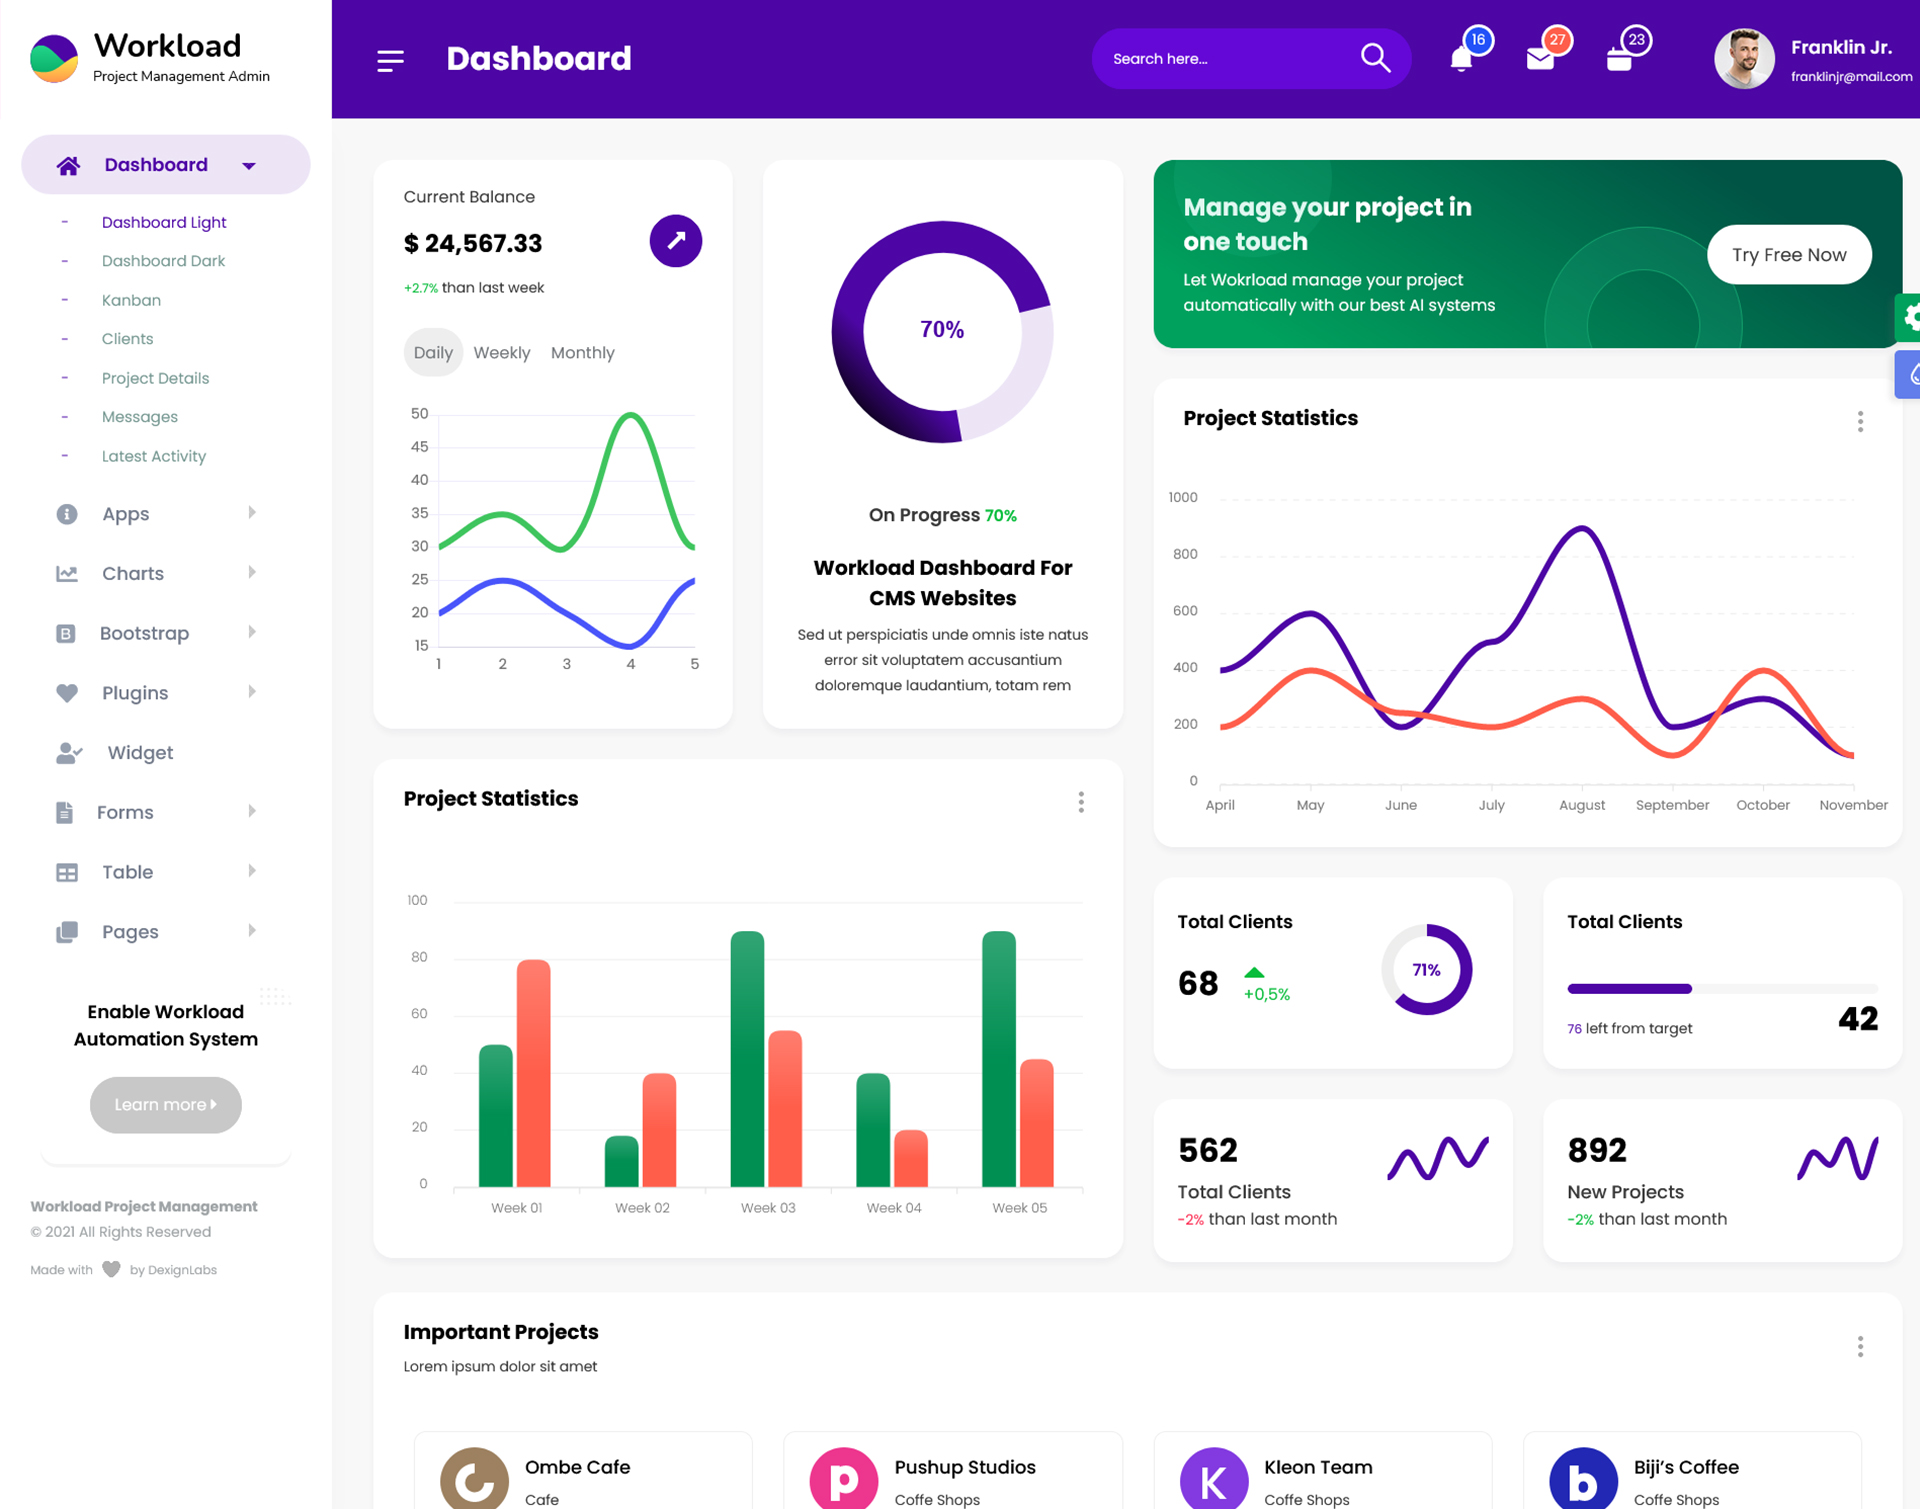 Workload
Project Management Admin
Dashboard
Search here...
16
27
23
Franklin Jr.
franklinjr@mail.com
Dashboard
- Dashboard Light
- Dashboard Dark
- Kanban
- Clients
- Project Details
- Messages
- Latest Activity
Apps
Charts
Bootstrap
Plugins
Widget
Forms
Table
Pages
Enable Workload
Automation System
Learn more
Workload Project Management
© 2021 All Rights Reserved
Made with by DexignLabs
Current Balance
$ 24,567.33
+2.7% than last week
Daily Weekly Monthly
50
45
40
35
30
25
20
15
1 2 3 4 5
70%
On Progress 70%
Workload Dashboard For
CMS Websites
Sed ut perspiciatis unde omnis iste natus
error sit voluptatem accusantium
doloremque laudantium, totam rem
Manage your project in
one touch
Let Wokrload manage your project
automatically with our best AI systems
Try Free Now
Project Statistics
1000
800
600
400
200
0
April May June July August September October November
Project Statistics
100
80
60
40
20
0
Week 01 Week 02 Week 03 Week 04 Week 05
Total Clients
68
+0,5%
71%
Total Clients
76 left from target
42
562
Total Clients
-2% than last month
892
New Projects
-2% than last month
Important Projects
Lorem ipsum dolor sit amet
Ombe Cafe
Cafe
p
Pushup Studios
Coffe Shops
K
Kleon Team
Coffe Shops
b
Biji's Coffee
Coffe Shops